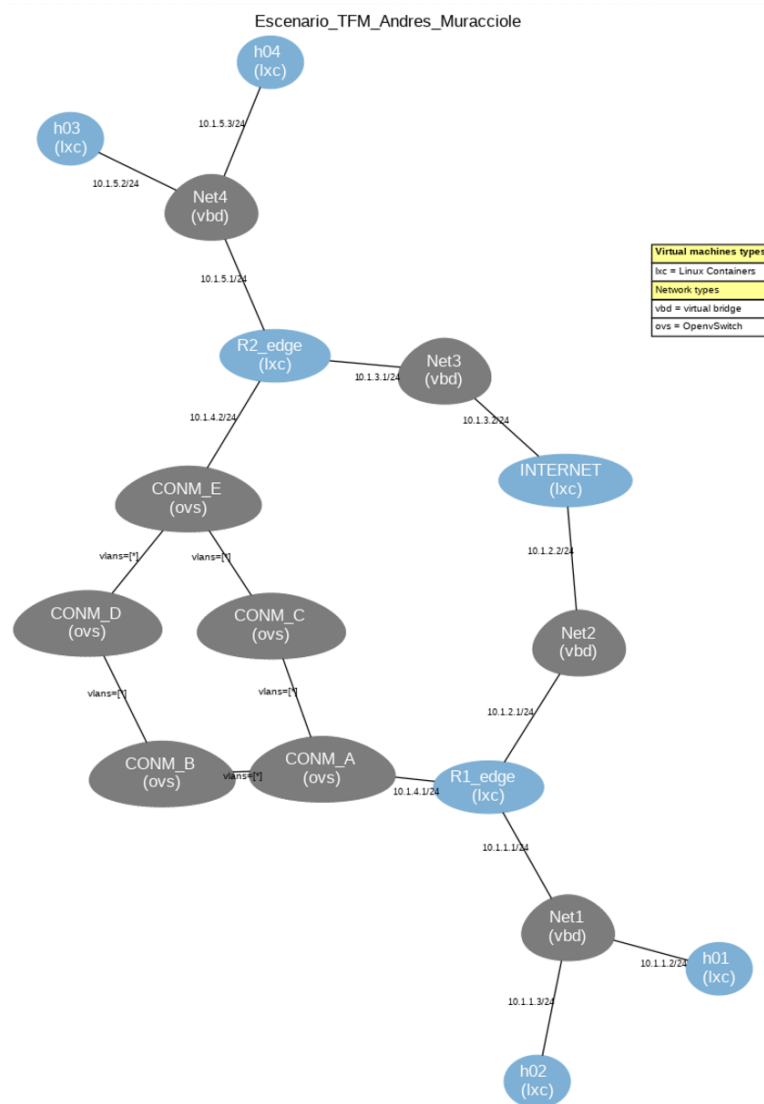 Escenario_TFM_Andres_Muracciole
h04
(lxc)
10.1.5.3/24
h03
(lxc)
10.1.5.2/24
Net4
(vbd)
10.1.5.1/24
Virtual machines types
lxc = Linux Containers
Network types
vbd = virtual bridge
ovs = OpenvSwitch
R2_edge
(lxc)
10.1.3.1/24
Net3
(vbd)
10.1.4.2/24
10.1.3.2/24
INTERNET
(lxc)
CONM_E
(ovs)
10.1.2.2/24
vlans=[*]
vlans=[*]
CONM_D
(ovs)
CONM_C
(ovs)
Net2
(vbd)
vlans=[*]
vlans=[*]
10.1.2.1/24
CONM_B
(ovs)
vlans=[*]
CONM_A
(ovs)
10.1.4.1/24
R1_edge
(lxc)
10.1.1.1/24
Net1
(vbd)
10.1.1.2/24
h01
(lxc)
10.1.1.3/24
h02
(lxc)